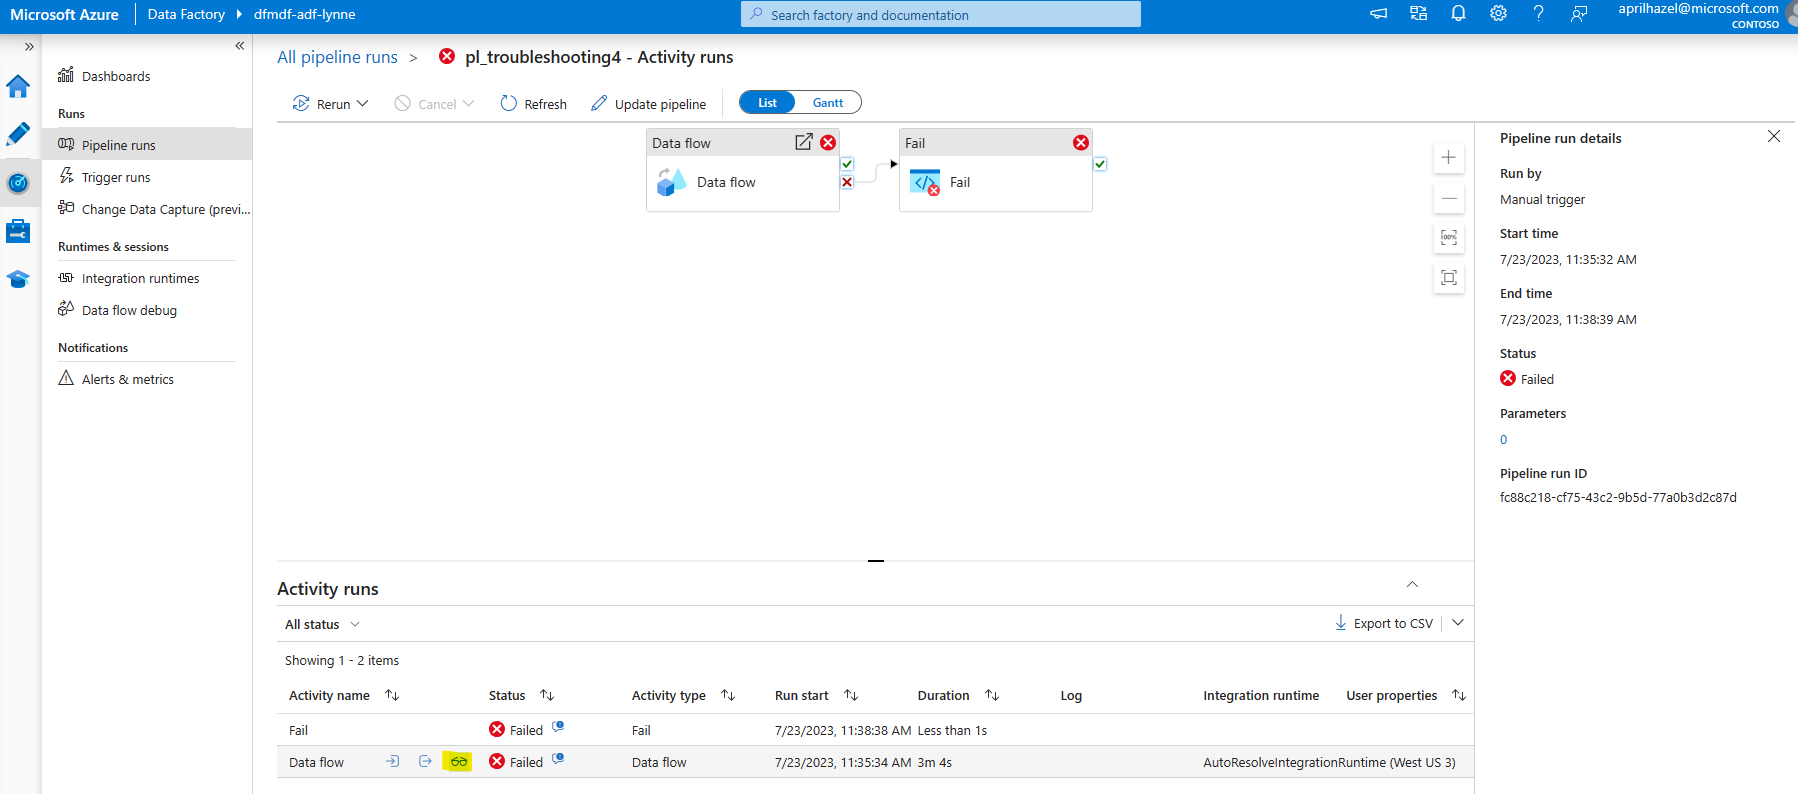 Microsoft Azure
Data Factory
dfmdf-adf-lynne
Search factory and documentation
aprilhazel@microsoft.com
CONTOSO
Dashboards
Runs
Pipeline runs
Trigger runs
Change Data Capture (previ...
Runtimes & sessions
Integration runtimes
Data flow debug
Notifications
Alerts & metrics
All pipeline runs > pl_troubleshooting4 - Activity runs
Rerun Cancel Refresh Update pipeline List Gantt
Data flow
Data flow
Fail
Fail
100%
Pipeline run details
Run by
Manual trigger
Start time
7/23/2023, 11:35:32 AM
End time
7/23/2023, 11:38:39 AM
Status
Failed
Parameters
0
Pipeline run ID
fc88c218-cf75-43c2-9b5d-77a0b3d2c87d
Activity runs
All status
Export to CSV
Showing 1 - 2 items
Activity name Status Activity type Run start Duration Log Integration runtime User properties
Fail Failed Fail 7/23/2023, 11:38:38 AM Less than 1s
Data flow Failed Data flow 7/23/2023, 11:35:34 AM 3m 4s AutoResolveIntegrationRuntime (West US 3)